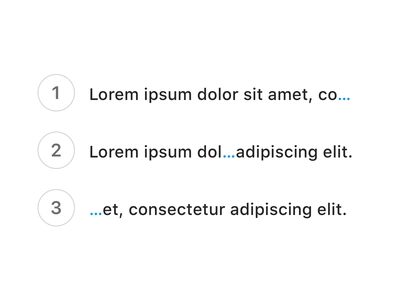 1 Lorem ipsum dolor sit amet, co…
2 Lorem ipsum dol…adipiscing elit.
3 …et, consectetur adipiscing elit.